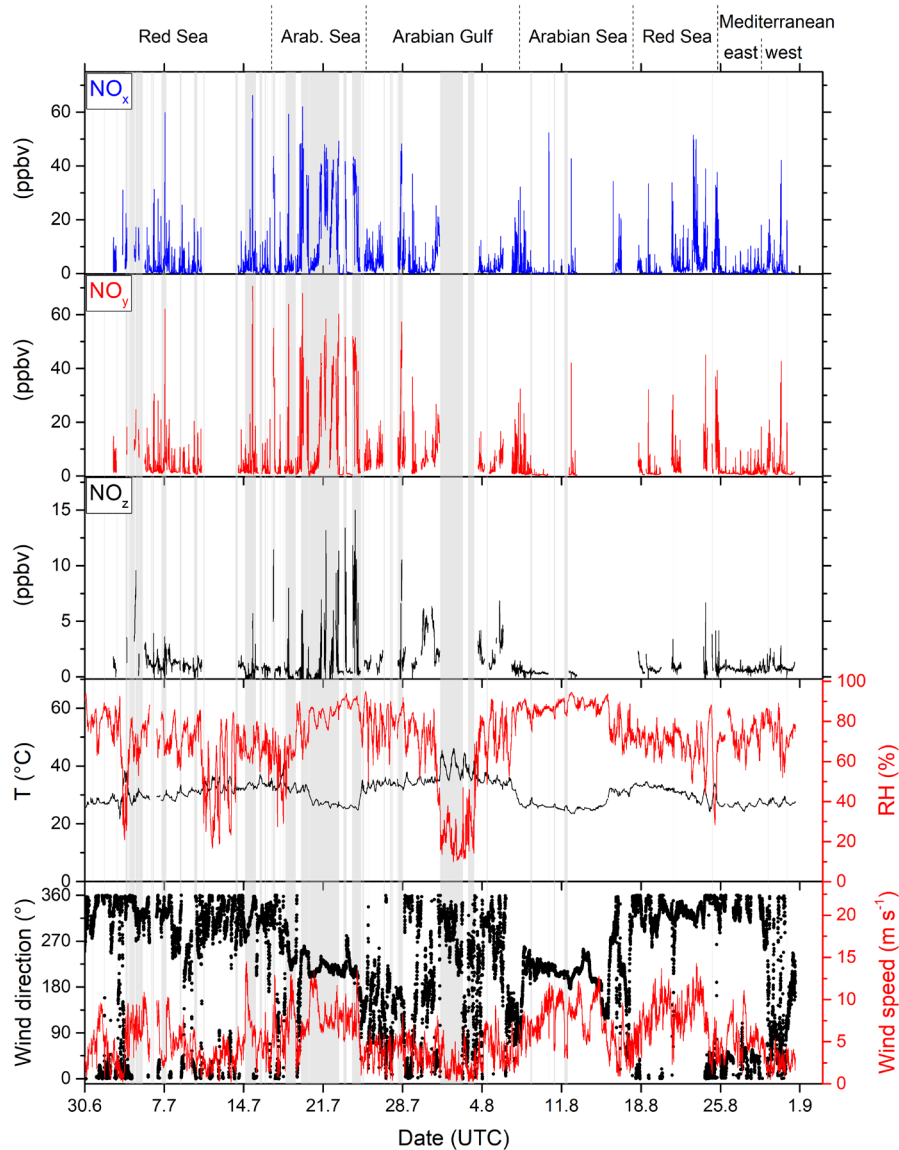 Red Sea Arab. Sea Arabian Gulf Arabian Sea Red Sea Mediterranean
east west
NOx
(ppbv)
60
40
20
0
NOy
(ppbv)
60
40
20
0
NOz
(ppbv)
15
10
5
0
T (°C)
60
40
20
0
RH (%)
100
80
60
40
20
0
Wind direction (°)
360
270
180
90
0
Wind speed (m s-1)
20
15
10
5
0
30.6 7.7 14.7 21.7 28.7 4.8 11.8 18.8 25.8 1.9
Date (UTC)